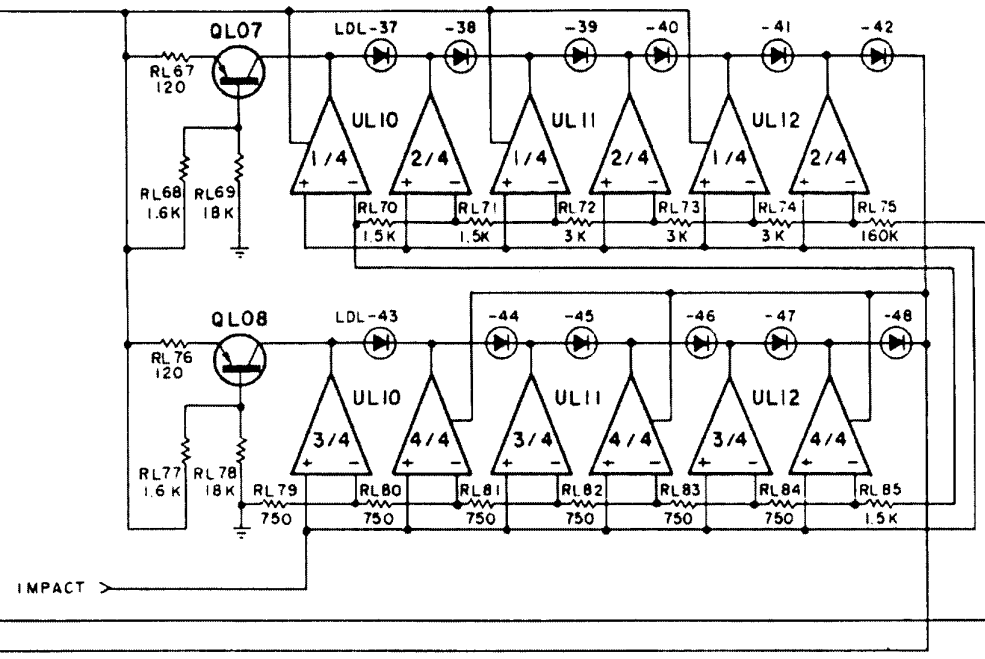 QL07 LDL-37 -38 -39 -40 -41 -42
RL67
120
UL10 UL11 UL12
1/4 2/4 1/4 2/4 1/4 2/4
RL68 RL69
1.6K 18K
+ - + - + - + - + - + -
RL70 RL71 RL72 RL73 RL74 RL75
1.5K 1.5K 3K 3K 3K 160K
QL08 LDL-43 -44 -45 -46 -47 -48
RL76
120
UL10 UL11 UL12
3/4 4/4 3/4 4/4 3/4 4/4
RL77 RL78
1.6K 18K
+ - + - + - + - + - + -
RL79 RL80 RL81 RL82 RL83 RL84 RL85
750 750 750 750 750 750 1.5K
IMPACT